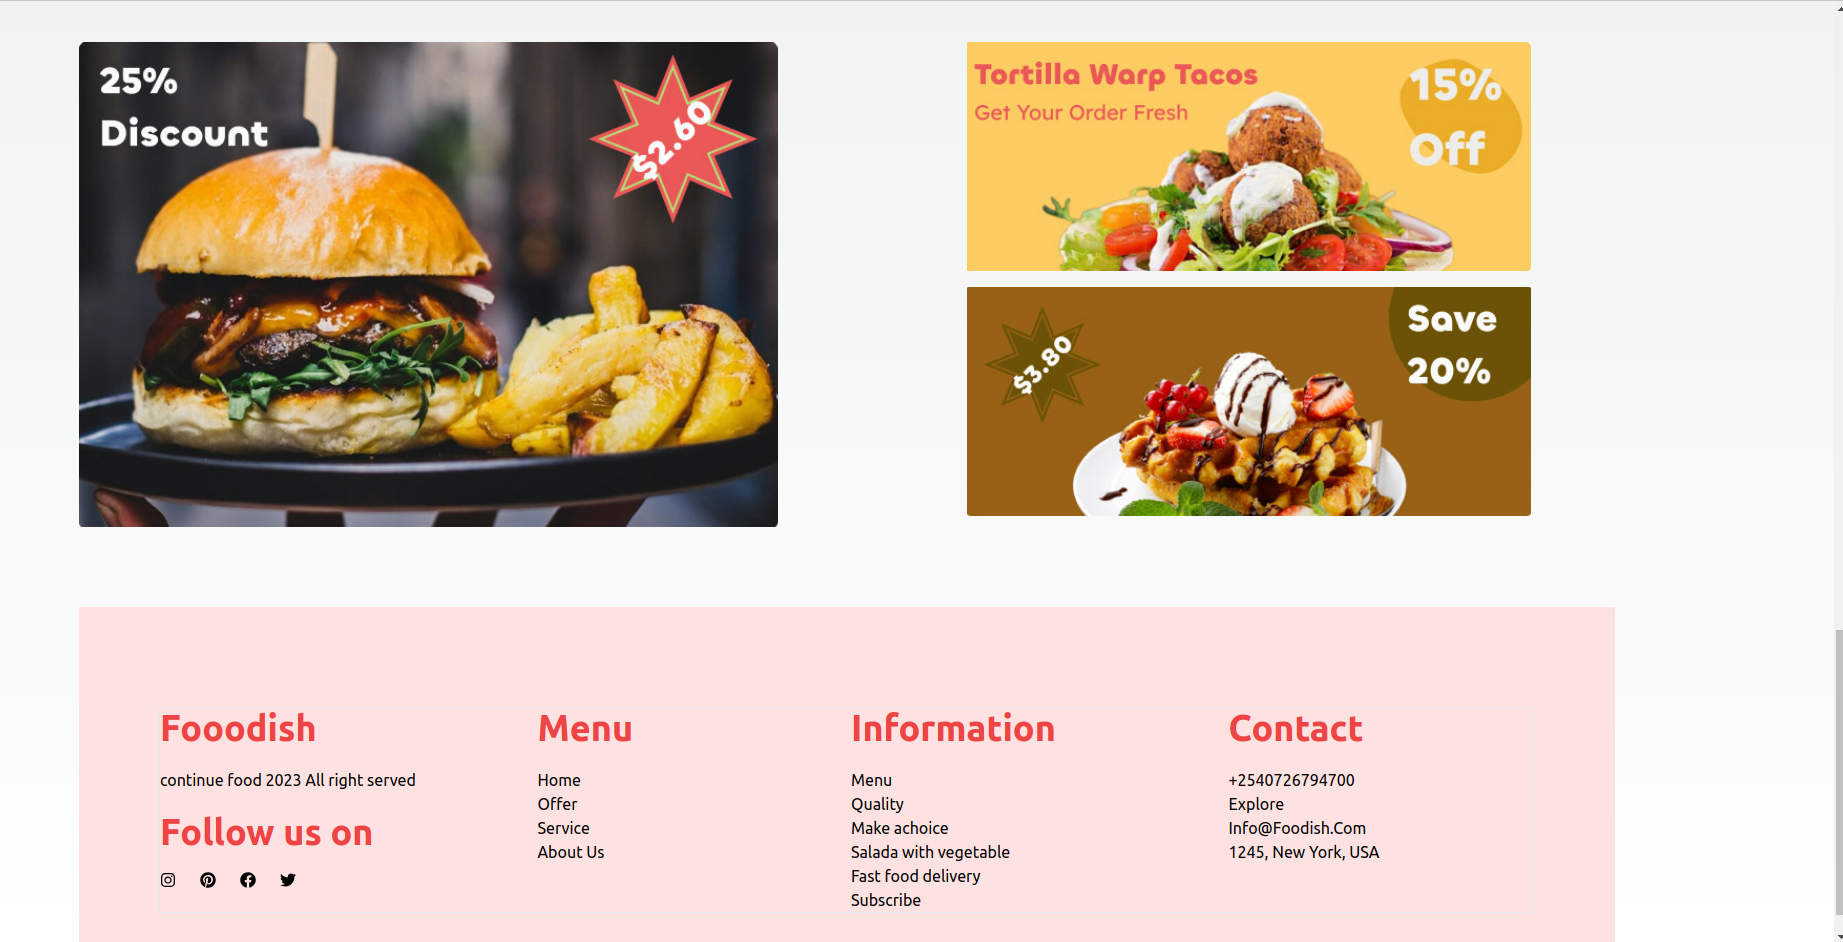 25%
Discount
$2.60
Tortilla Warp Tacos
Get Your Order Fresh
15%
Off
$3.80
Save
20%
Fooodish
continue food 2023 All right served
Follow us on
Menu
Home
Offer
Service
About Us
Information
Menu
Quality
Make achoice
Salada with vegetable
Fast food delivery
Subscribe
Contact
+2540726794700
Explore
Info@Foodish.Com
1245, New York, USA